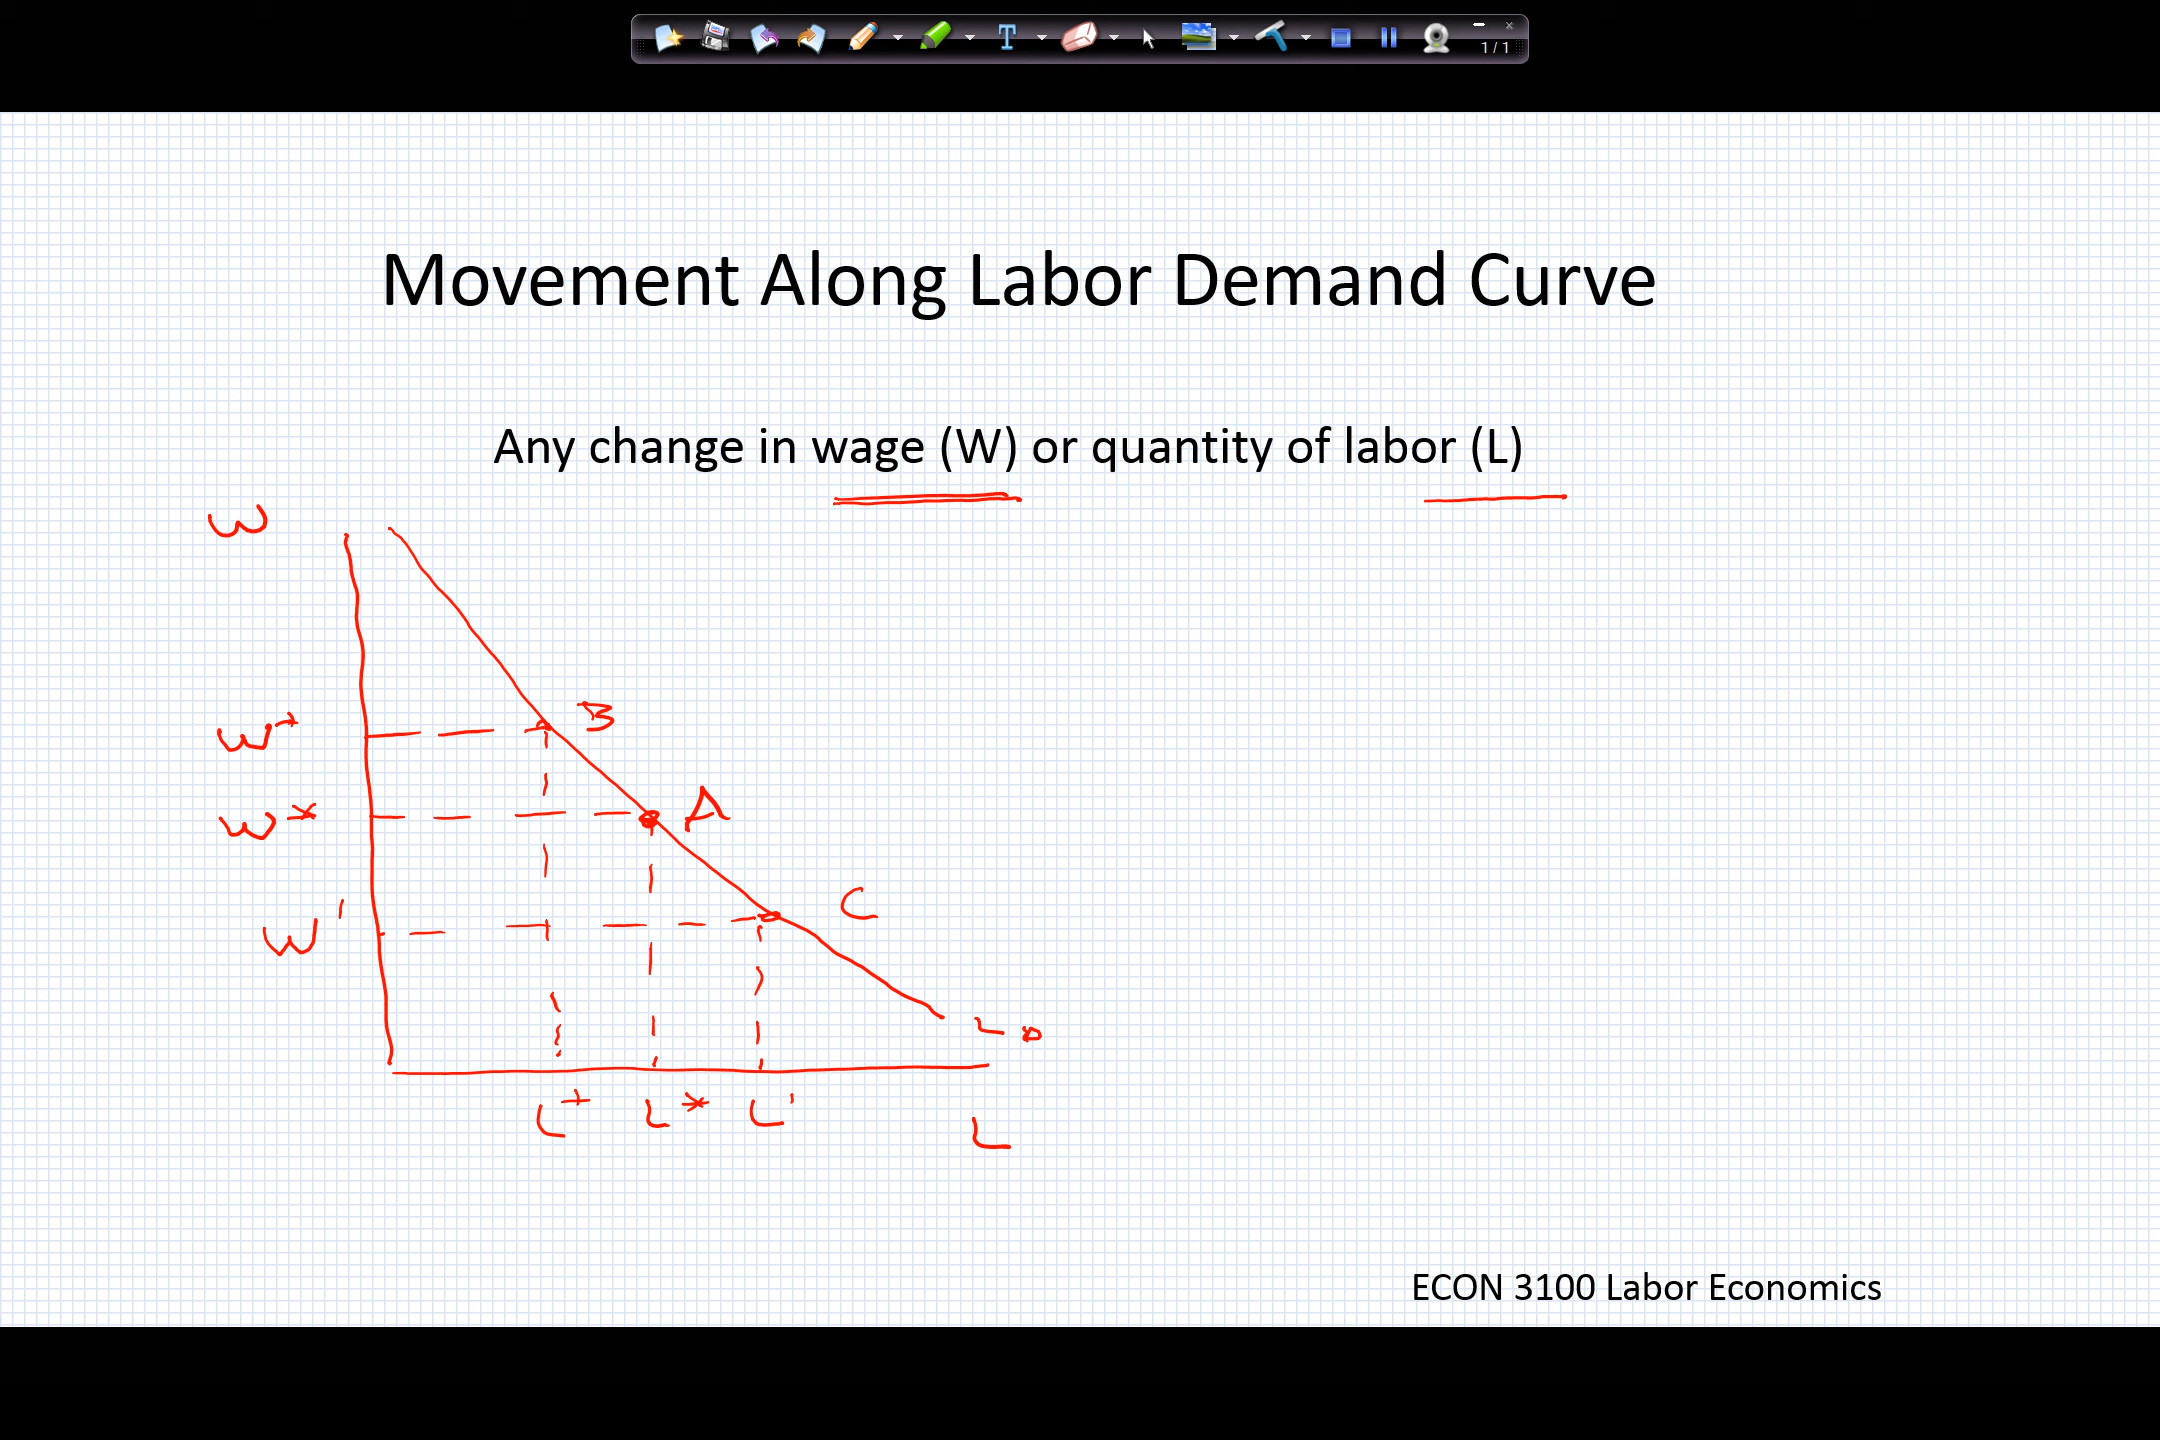 1/1
Movement Along Labor Demand Curve
Any change in wage (W) or quantity of labor (L)
W
B
W⁺
A
W*
C
W'
L D
L⁺ L* L'
L
ECON 3100 Labor Economics